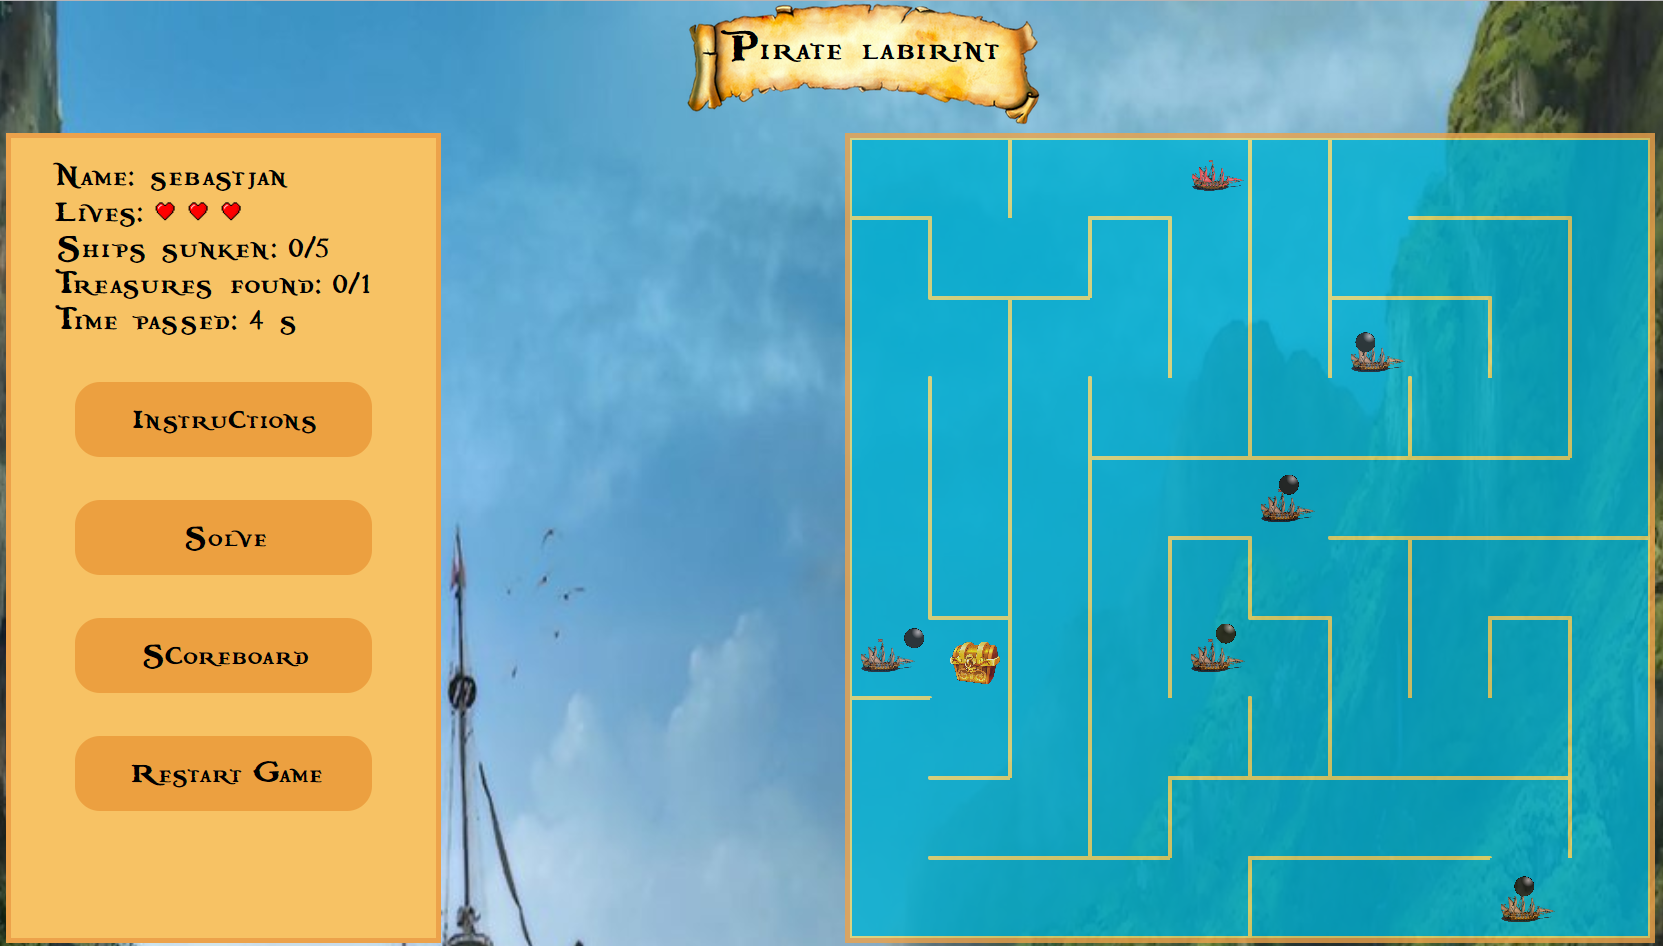 Pirate labirint
Name: sebastjan
Lives:
Ships sunken: 0/5
Treasures found: 0/1
Time passed: 4 s
Instructions
Solve
Scoreboard
Restart Game